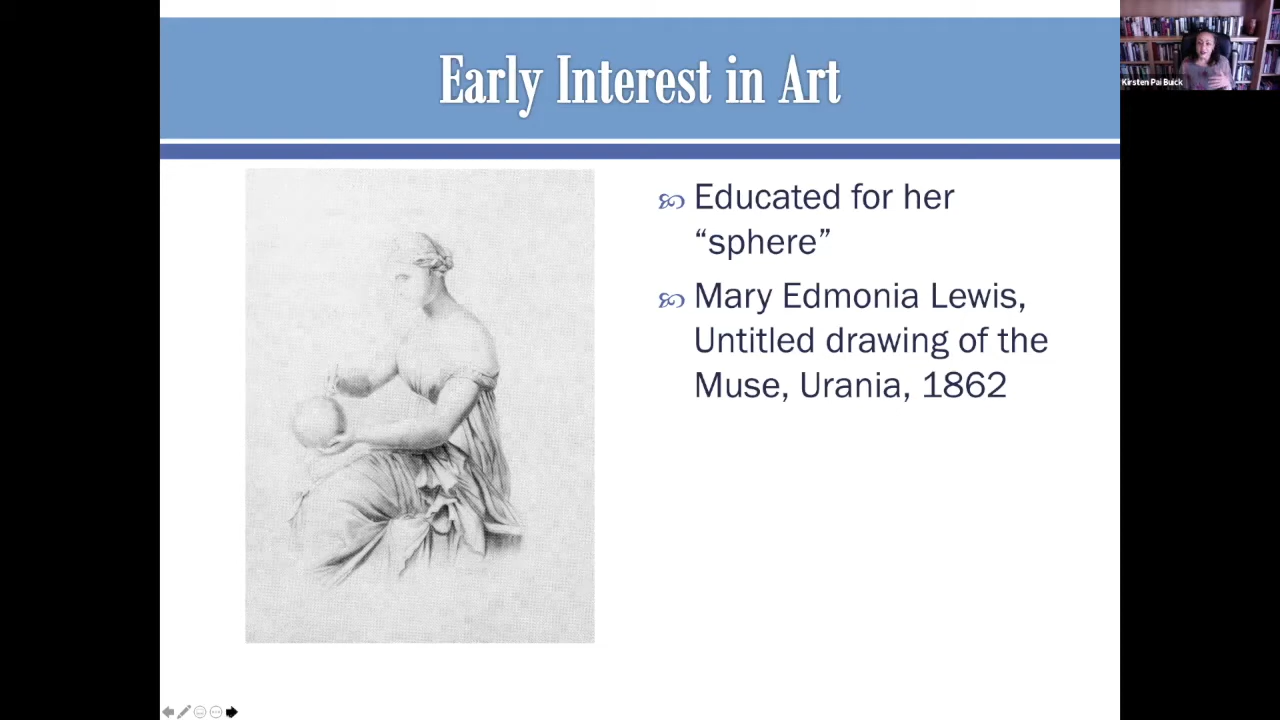 Early Interest in Art
Kirsten Pai Buick
Educated for her
“sphere”
Mary Edmonia Lewis,
Untitled drawing of the
Muse, Urania, 1862